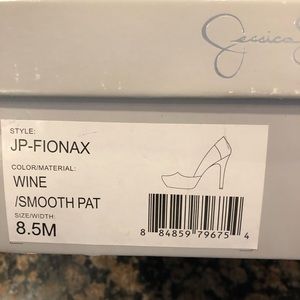 Jessica
STYLE:
JP-FIONAX
COLOR/MATERIAL:
WINE
/SMOOTH PAT
SIZE/WIDTH:
8.5M
8 84859 79675 4